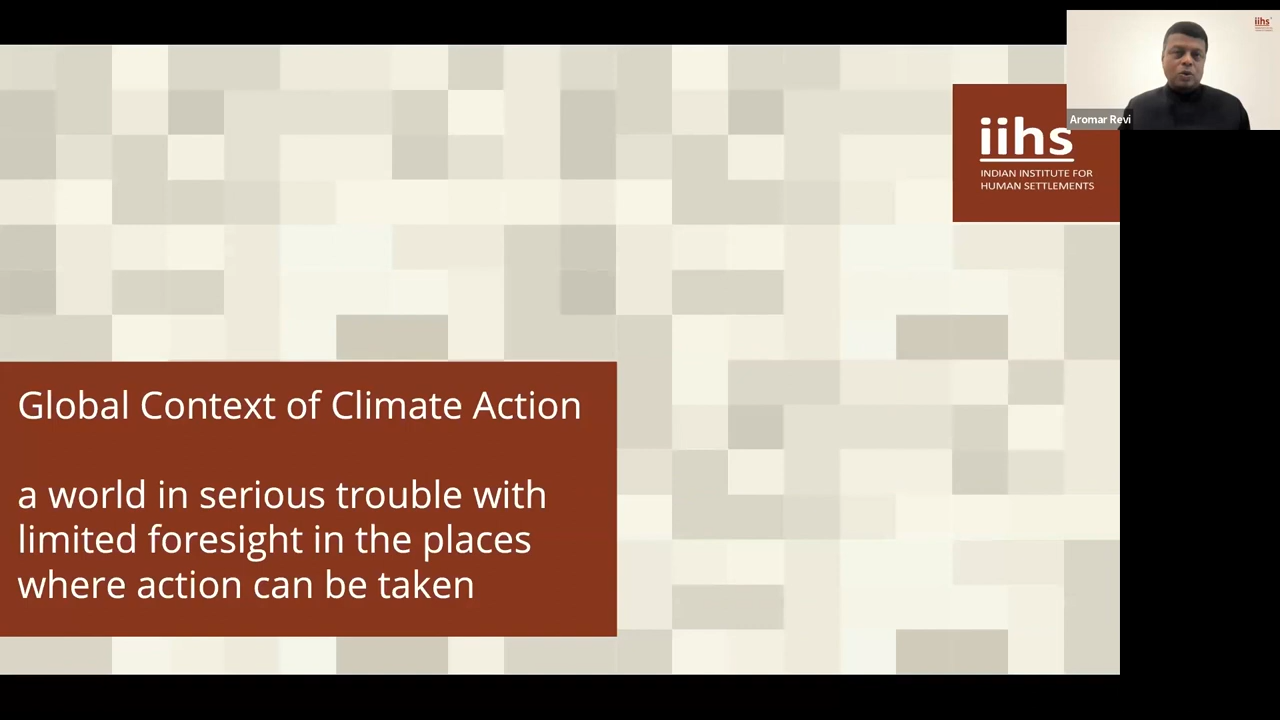 iihs
Aromar Revi
iihs
INDIAN INSTITUTE FOR
HUMAN SETTLEMENTS
Global Context of Climate Action
a world in serious trouble with
limited foresight in the places
where action can be taken